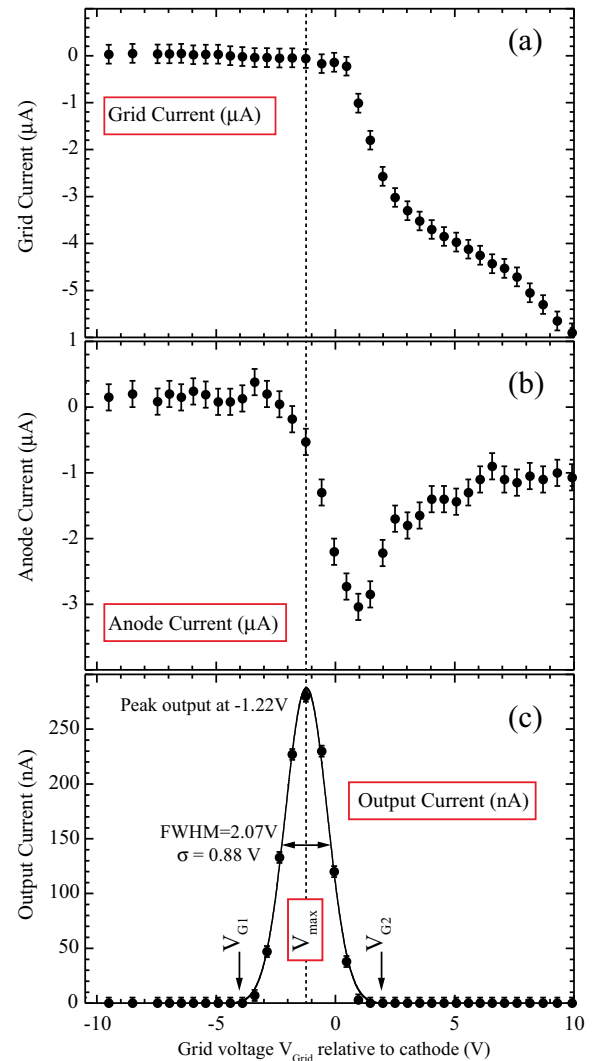 (a)
0
-1
-2
-3
-4
-5
Grid Current (μA)
Grid Current (μA)
1
(b)
1
0
-1
-2
-3
Anode Current (μA)
Anode Current (μA)
(c)
Peak output at -1.22V
Output Current (nA)
FWHM=2.07V
σ = 0.88 V
V_G1
V_max
V_G2
250
200
150
100
50
0
Output Current (nA)
-10 -5 0 5 10
Grid voltage V_Grid relative to cathode (V)